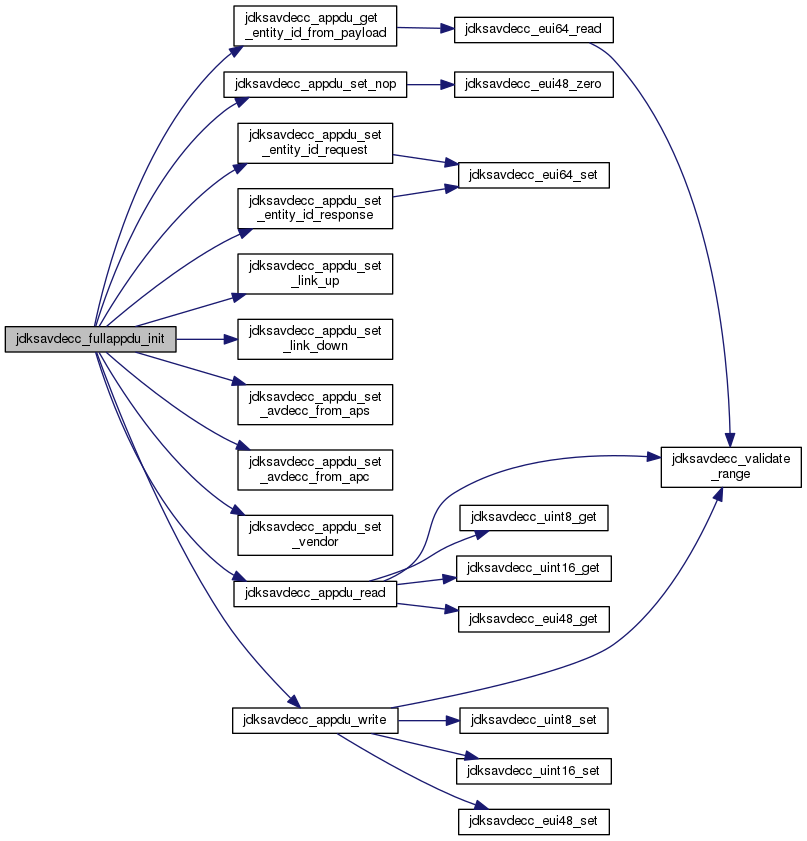 jdksavdecc_appdu_get
_entity_id_from_payload
jdksavdecc_eui64_read
jdksavdecc_appdu_set_nop
jdksavdecc_eui48_zero
jdksavdecc_appdu_set
_entity_id_request
jdksavdecc_eui64_set
jdksavdecc_appdu_set
_entity_id_response
jdksavdecc_appdu_set
_link_up
jdksavdecc_fullappdu_init
jdksavdecc_appdu_set
_link_down
jdksavdecc_appdu_set
_avdecc_from_aps
jdksavdecc_appdu_set
_avdecc_from_apc
jdksavdecc_validate
_range
jdksavdecc_appdu_set
_vendor
jdksavdecc_uint8_get
jdksavdecc_uint16_get
jdksavdecc_appdu_read
jdksavdecc_eui48_get
jdksavdecc_appdu_write
jdksavdecc_uint8_set
jdksavdecc_uint16_set
jdksavdecc_eui48_set